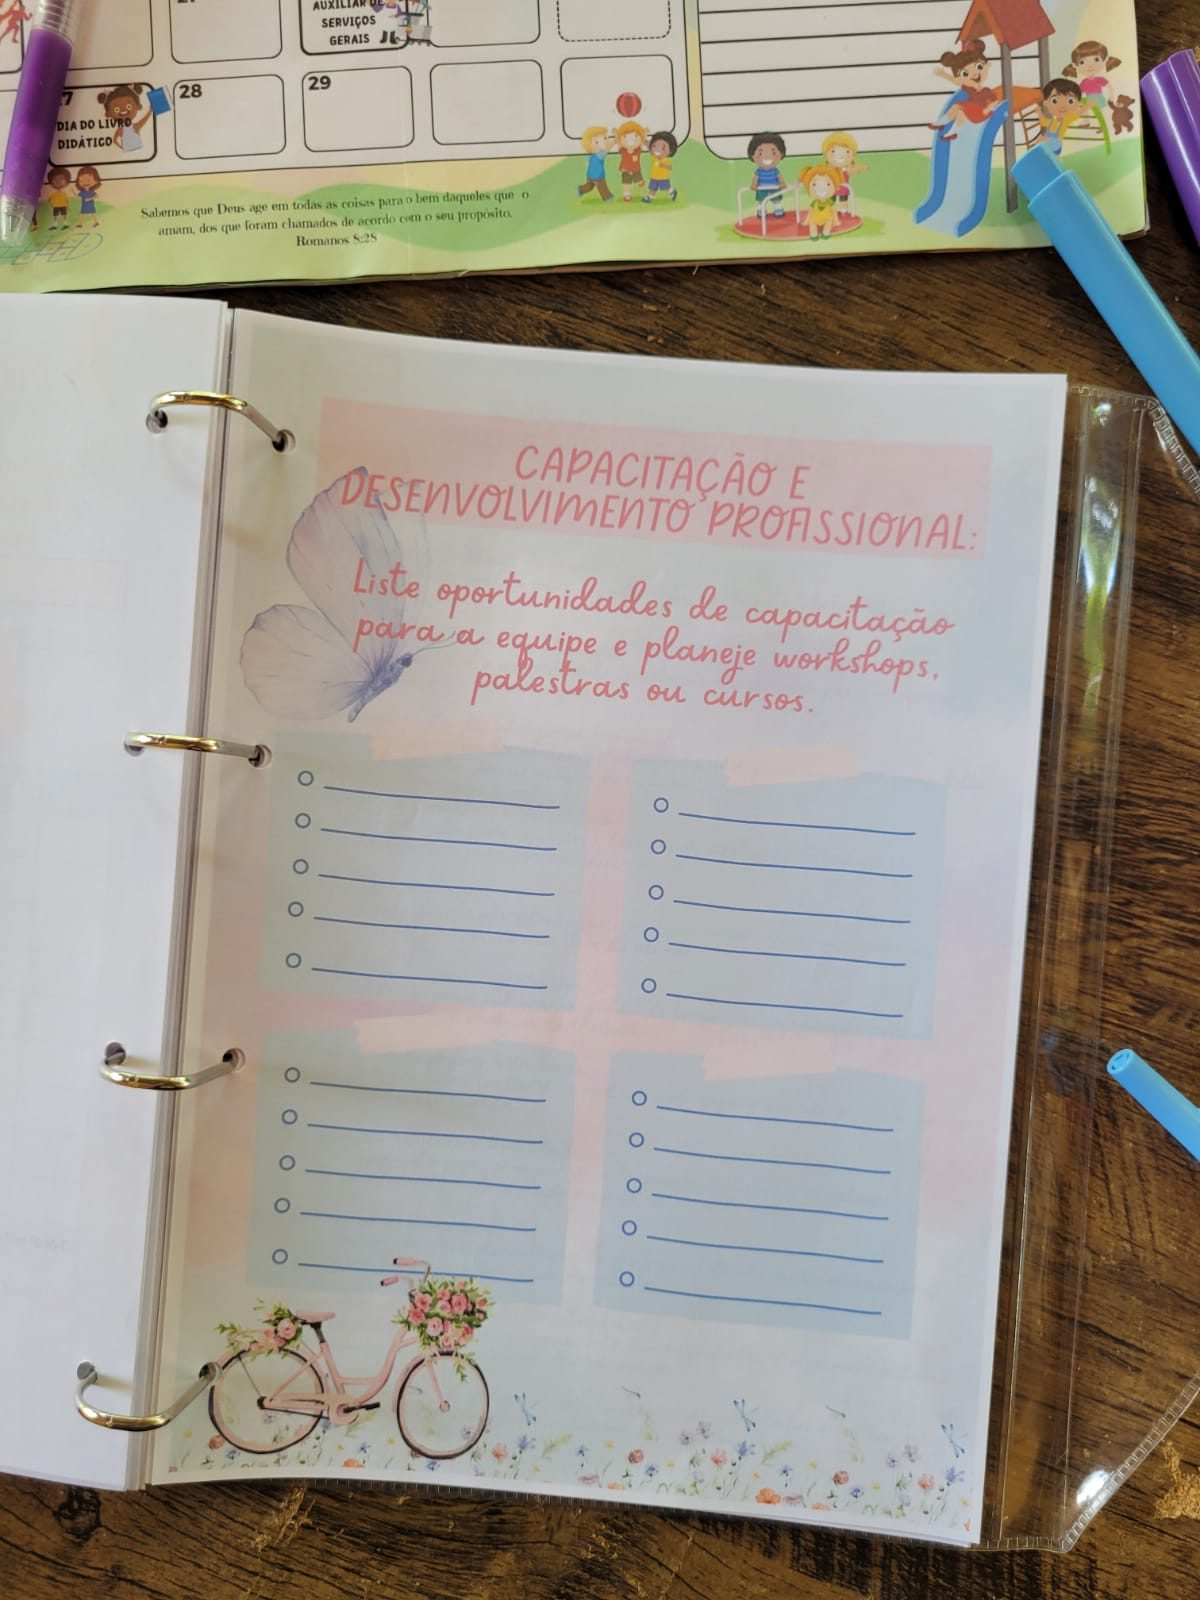 AUXILIAR DE
SERVIÇOS
GERAIS
28
29
DIA DO LIVRO
DIDÁTICO
Sabemos que Deus age em todas as coisas para o bem daqueles que o
amam, dos que foram chamados de acordo com o seu propósito.
Romanos 8:28
CAPACITAÇÃO E
DESENVOLVIMENTO PROFISSIONAL:
Liste oportunidades de capacitação
para a equipe e planeje workshops,
palestras ou cursos.